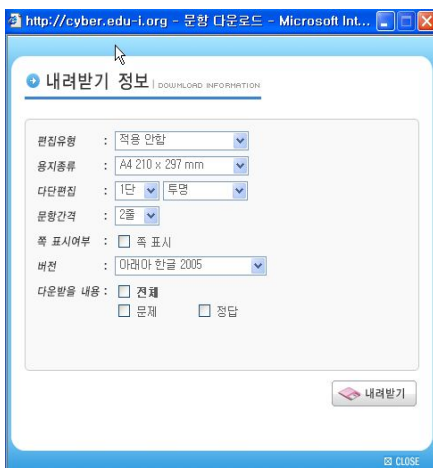 http://cyber.edu-i.org - 문항 다운로드 - Microsoft Int...
내려받기 정보 | DOWNLOAD INFORMATION
편집유형 : 적용 안함
용지종류 : A4 210 x 297 mm
다단편집 : 1단 투명
문항간격 : 2줄
쪽 표시여부 : 쪽 표시
버전 : 아래아 한글 2005
다운받을 내용 : 전체
문제 정답
내려받기
CLOSE